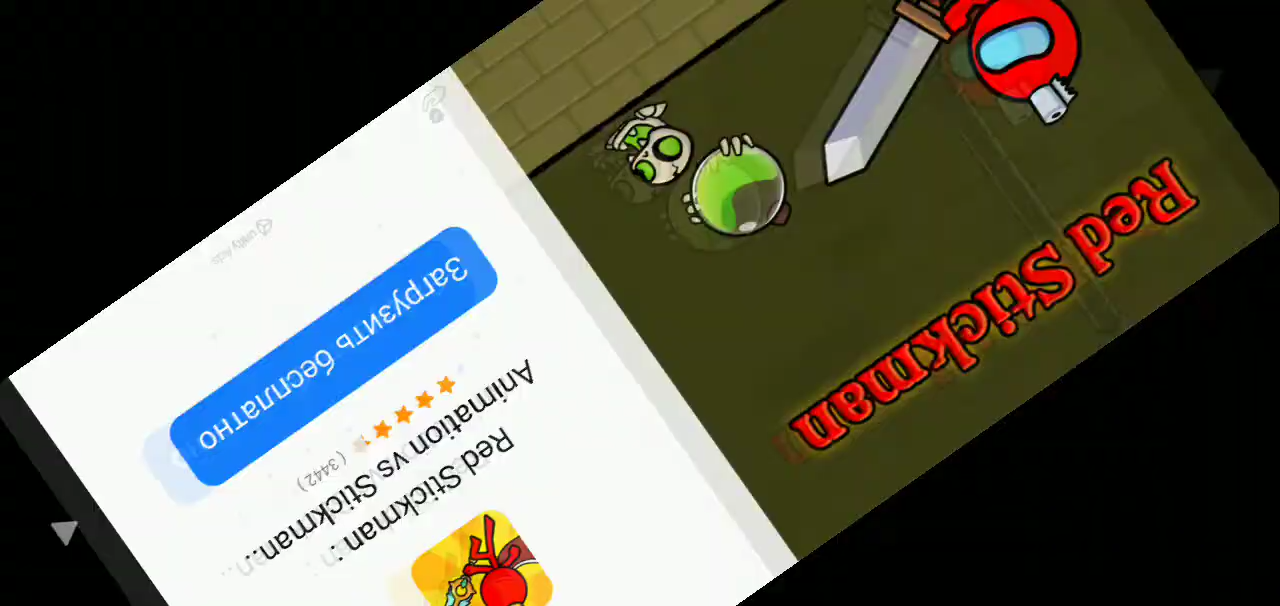 Red Stickman
Red Stickman:
Animation vs Stickman...
(3442)
Загрузить бесплатно
unity Ads